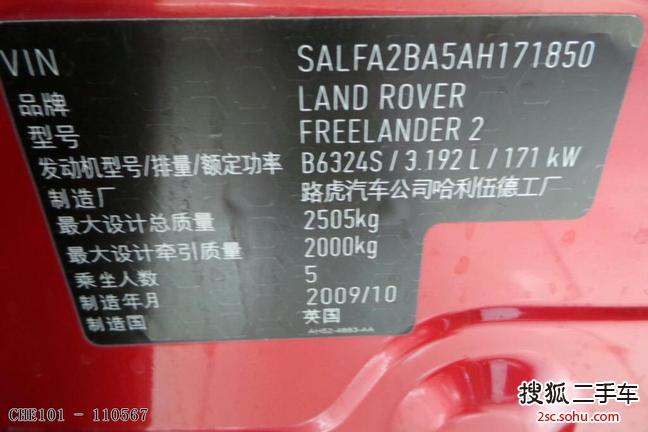 VIN SALFA2BA5AH171850
品牌 LAND ROVER
型号 FREELANDER 2
发动机型号/排量/额定功率 B6324S / 3.192 L / 171 kW
制造厂 路虎汽车公司哈利伍德工厂
最大设计总质量 2505kg
最大设计牵引质量 2000kg
乘坐人数 5
制造年月 2009/10
制造国 英国
AH52-4883-AA
CHE101 - 110567
搜狐二手车
2sc.sohu.com